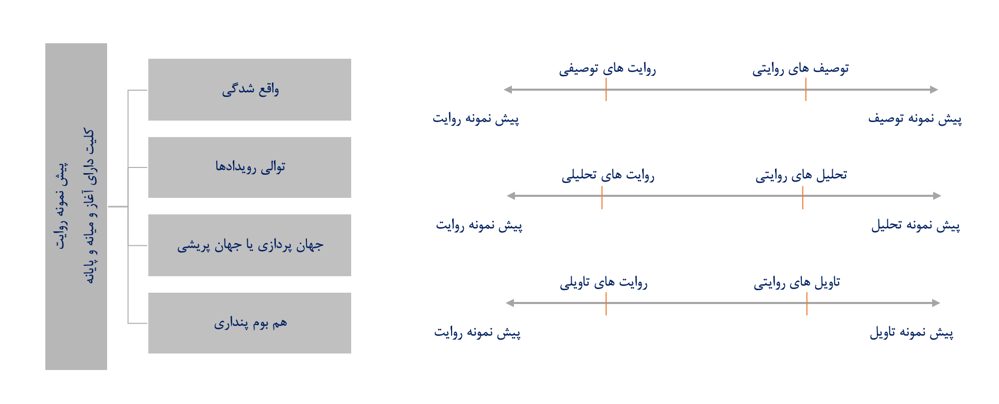 پیش نمونه روایت
کلیت دارای آغاز و میانه و پایانه
واقع شدگی
توالی رویدادها
جهان پردازی یا جهان پریشی
هم بوم پنداری
توصیف های روایتی
روایت های توصیفی
پیش نمونه توصیف
پیش نمونه روایت
تحلیل های روایتی
روایت های تحلیلی
پیش نمونه تحلیل
پیش نمونه روایت
تاویل های روایتی
روایت های تاویلی
پیش نمونه تاویل
پیش نمونه روایت